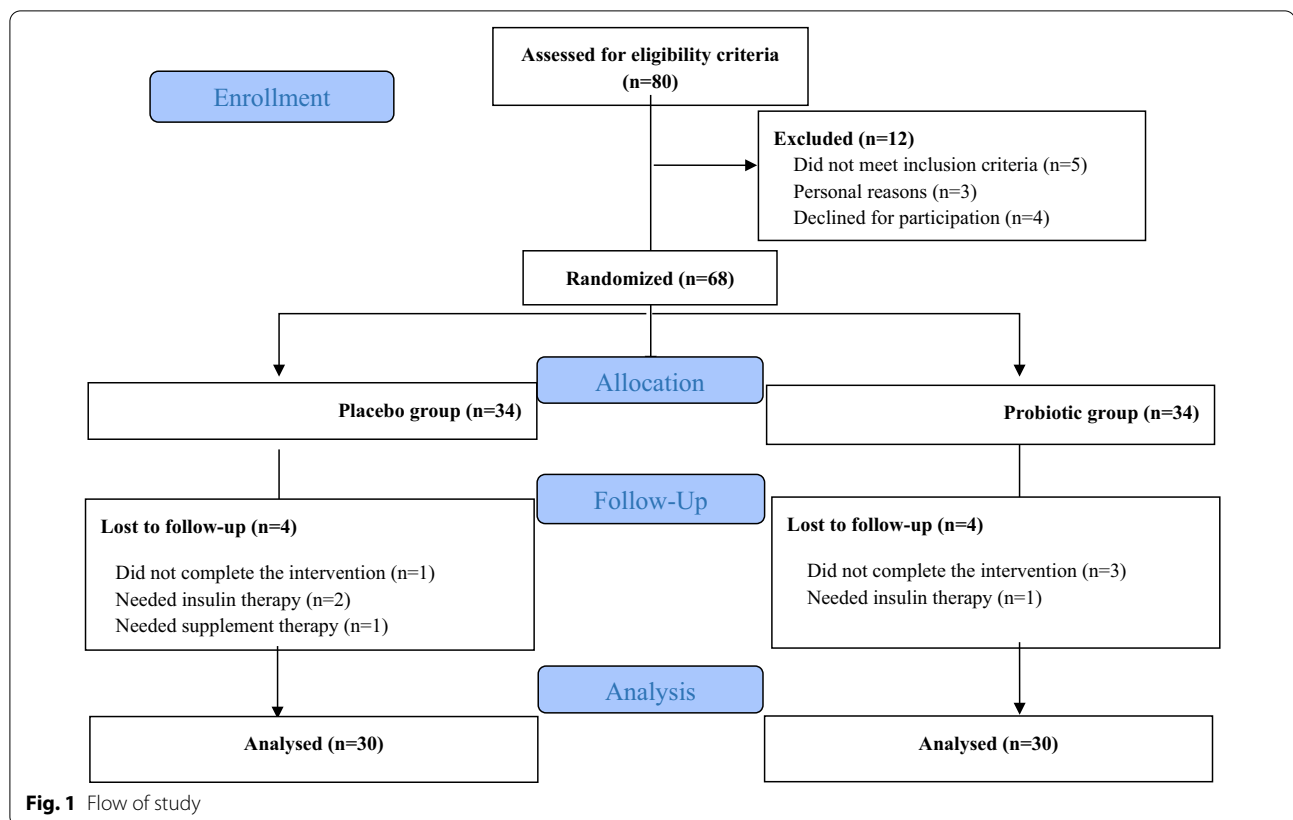 Assessed for eligibility criteria
(n=80)
Enrollment
Excluded (n=12)
Did not meet inclusion criteria (n=5)
Personal reasons (n=3)
Declined for participation (n=4)
Randomized (n=68)
Allocation
Placebo group (n=34)
Probiotic group (n=34)
Follow-Up
Lost to follow-up (n=4)
Did not complete the intervention (n=1)
Needed insulin therapy (n=2)
Needed supplement therapy (n=1)
Lost to follow-up (n=4)
Did not complete the intervention (n=3)
Needed insulin therapy (n=1)
Analysis
Analysed (n=30)
Analysed (n=30)
Fig. 1 Flow of study